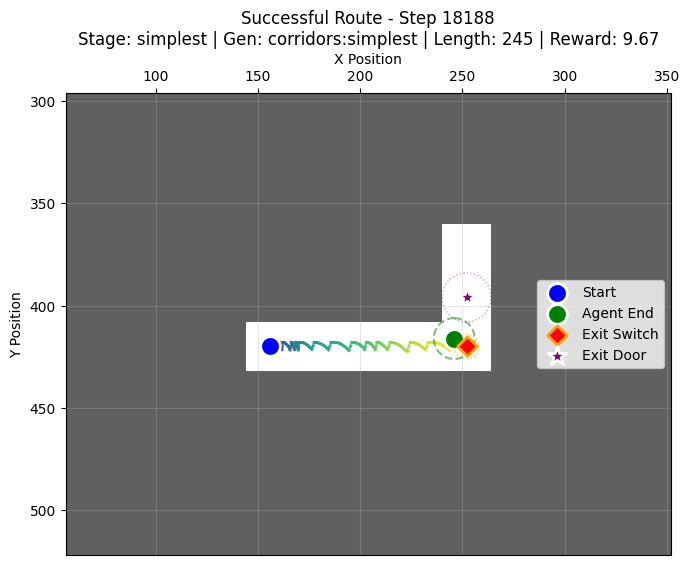 Successful Route - Step 18188
Stage: simplest | Gen: corridors:simplest | Length: 245 | Reward: 9.67
X Position
100 150 200 250 300 350
Y Position
300
350
400
450
500
Start
Agent End
Exit Switch
Exit Door